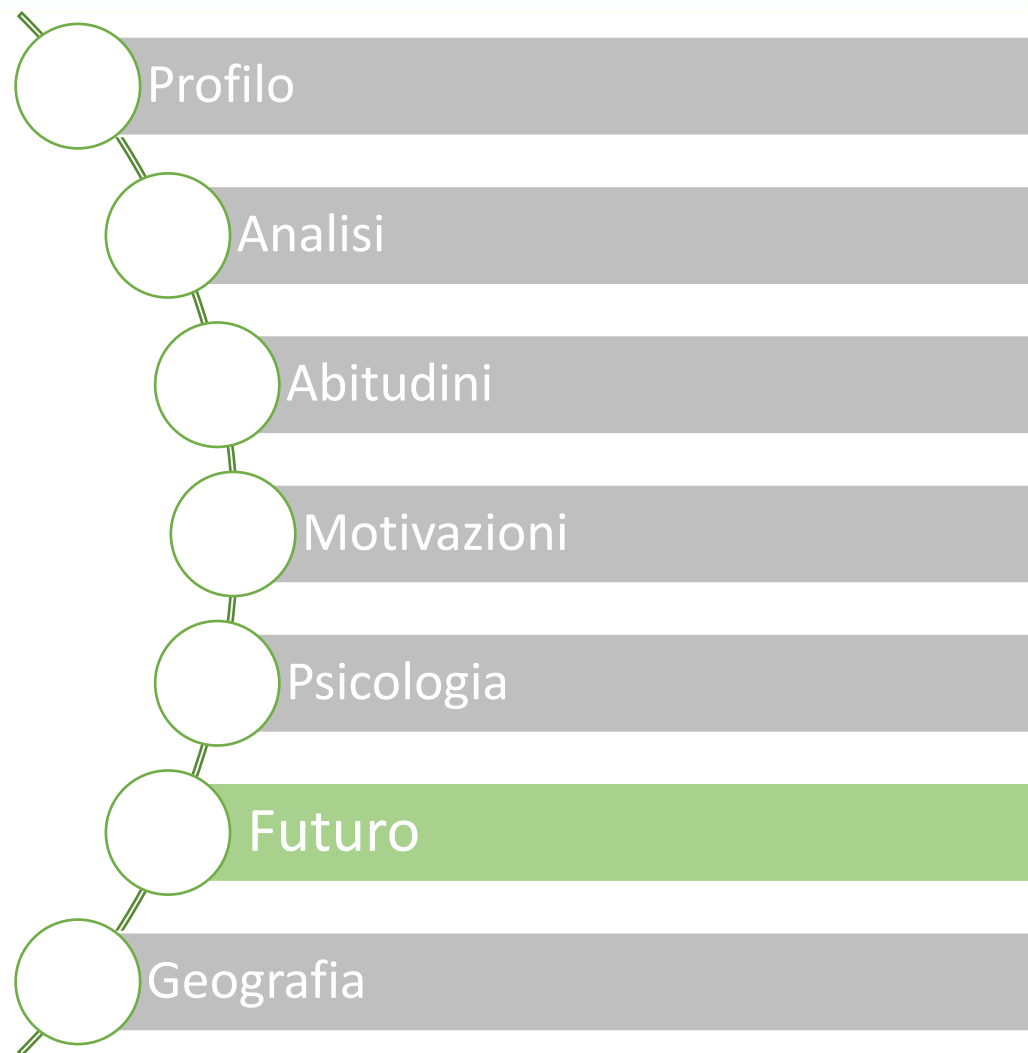 Profilo
Analisi
Abitudini
Motivazioni
Psicologia
Futuro
Geografia